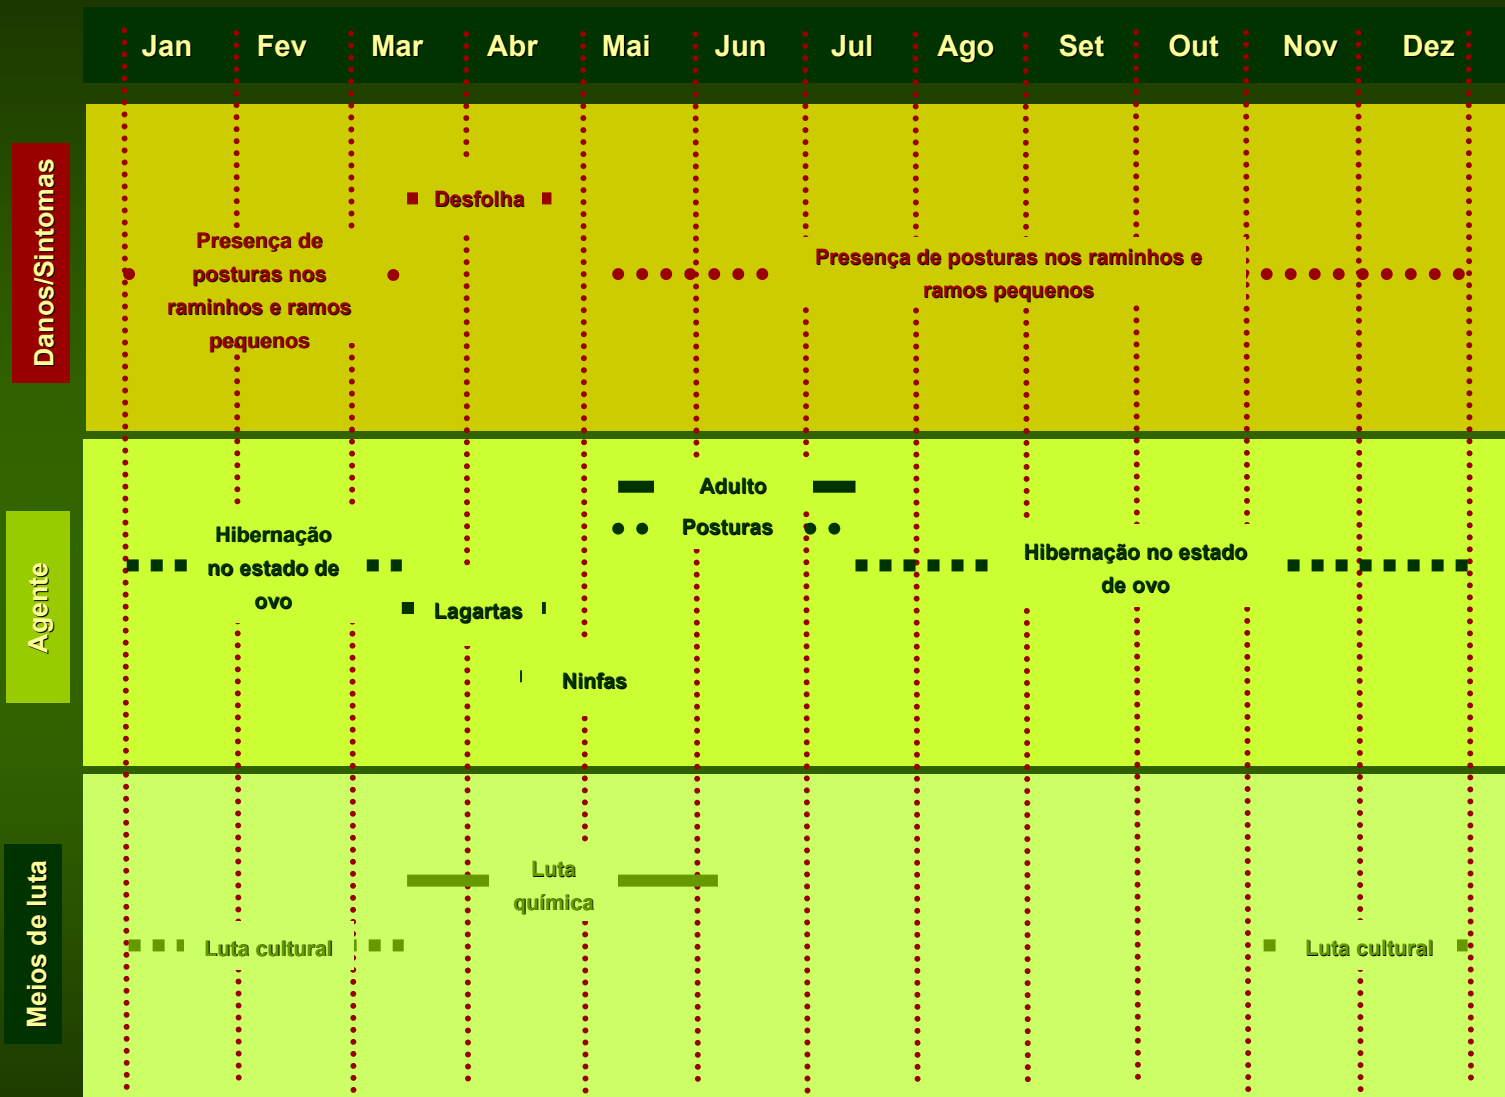 Jan Fev Mar Abr Mai Jun Jul Ago Set Out Nov Dez
Danos/Sintomas
Desfolha
Presença de
posturas nos
raminhos e ramos
pequenos
Presença de posturas nos raminhos e
ramos pequenos
Agente
Adulto
Posturas
Hibernação
no estado de
ovo
Hibernação no estado
de ovo
Lagartas
Ninfas
Meios de luta
Luta
química
Luta cultural
Luta cultural